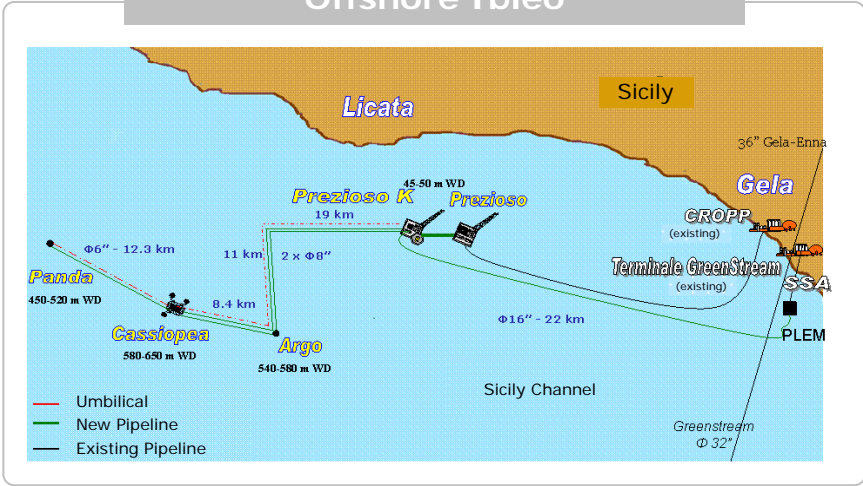 Offshore Ybleo
Sicily
Licata
36” Gela-Enna
45-50 m WD
Gela
Prezioso K
Prezioso
19 km
CROPP
(existing)
Φ6” - 12.3 km
11 km
2 x Φ8”
Terminale GreenStream
(existing)
Panda
SSA
450-520 m WD
8.4 km
Φ16” - 22 km
Cassiopea
PLEM
580-650 m WD
Argo
540-580 m WD
Sicily Channel
Umbilical
New Pipeline
Existing Pipeline
Greenstream
Φ 32"